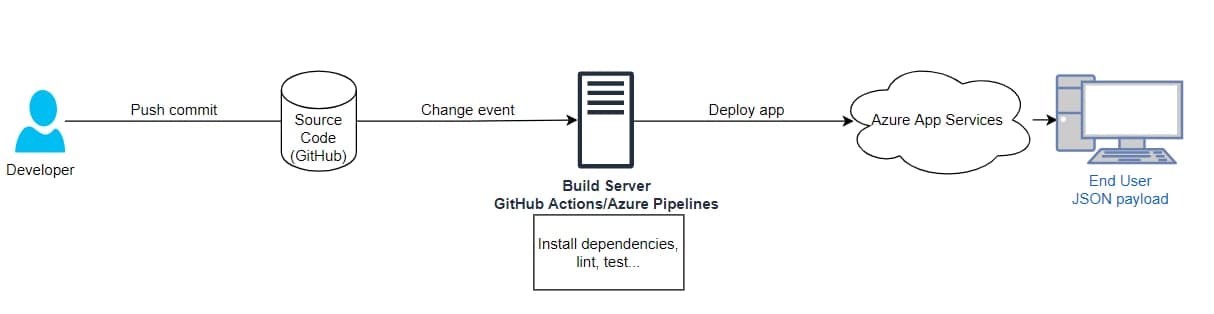 Developer
Push commit
Source
Code
(GitHub)
Change event
Build Server
GitHub Actions/Azure Pipelines
Install dependencies,
lint, test...
Deploy app
Azure App Services
End User
JSON payload